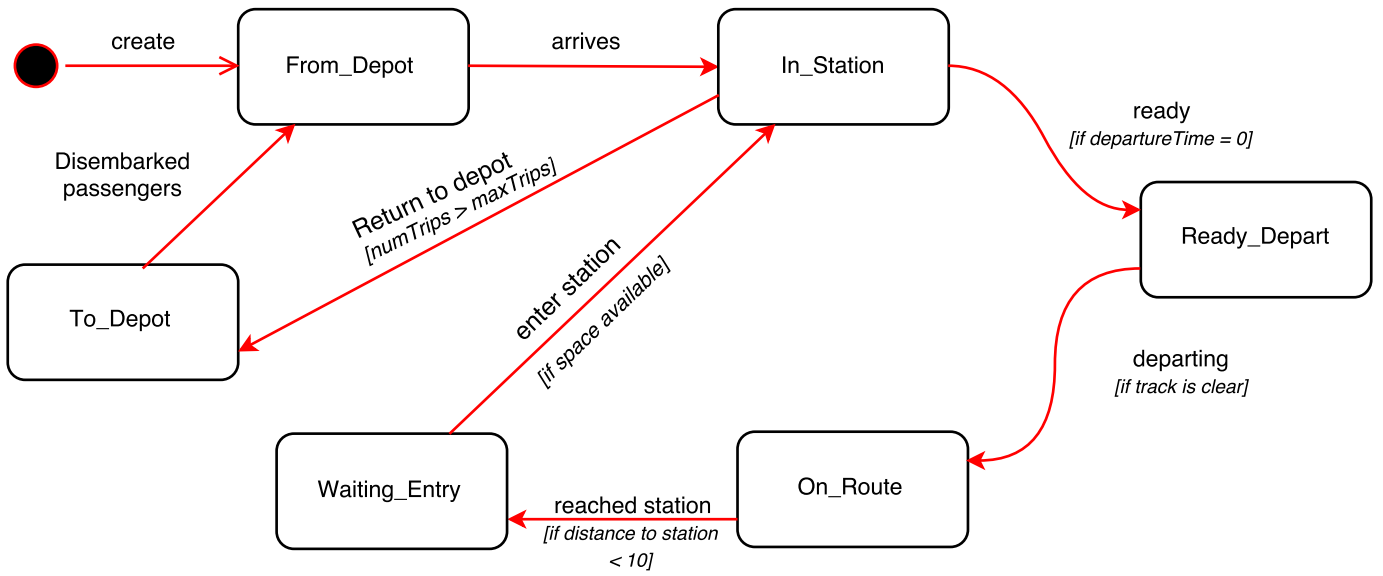 create
From_Depot
arrives
In_Station
ready
[if departureTime = 0]
Disembarked
passengers
Return to depot
[numTrips > maxTrips]
Ready_Depart
enter station
[if space available]
To_Depot
departing
[if track is clear]
Waiting_Entry
reached station
[if distance to station
< 10]
On_Route